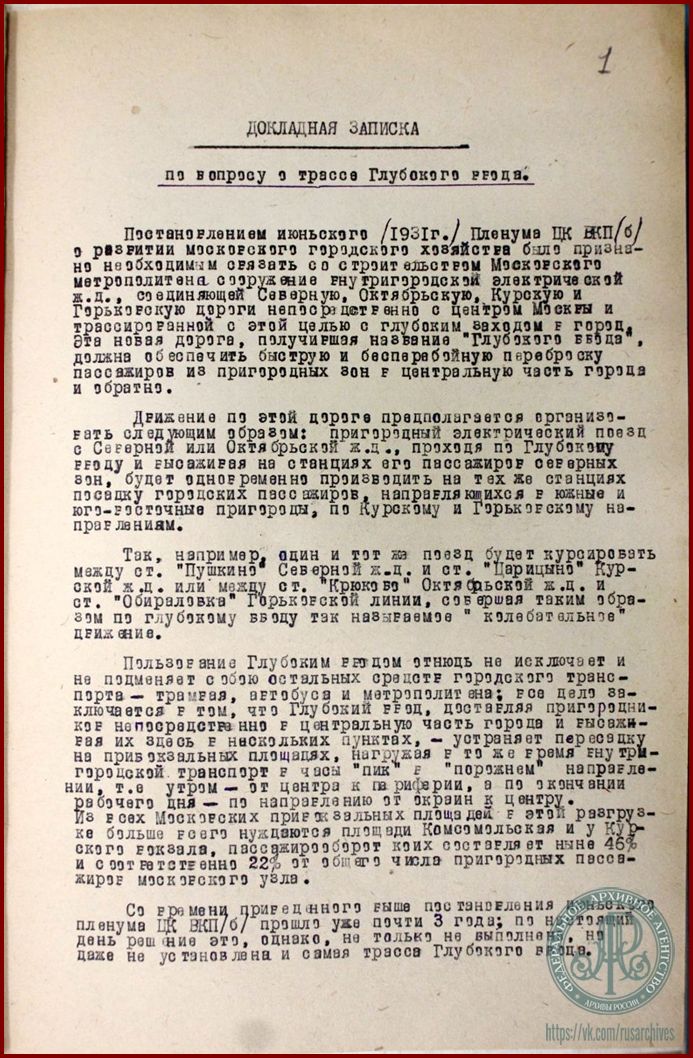 1
ДОКЛАДНАЯ ЗАПИСКА
по вопросу о трассе Глубокого ввода.
Постановлением июньского /1931г./ Пленума ЦК ВКП/б/
о развитии московского городского хозяйства было призна-
но необходимым связать со строительством Московского
метрополитена сооружение внутригородской электрической
ж.д., соединяющей Северную, Октябрьскую, Курскую и
Горьковскую дороги непосредственно с центром Москвы и
трассированной с этой целью с глубоким заходом в город.
Эта новая дорога, получившая название "Глубокого ввода",
должна обеспечить быструю и бесперебойную переброску
пассажиров из пригородных зон в центральную часть города
и обратно.
Движение по этой дороге предполагается организо-
вать следующим образом: пригородный электрический поезд
с Северной или Октябрьской ж.д., проходя по Глубокому
вводу и высаживая на станциях его пассажиров северных
зон, будет одновременно производить на тех же станциях
посадку городских пассажиров, направляющихся в южные и
юго-восточные пригороды, по Курскому и Горьковскому на-
правлениям.
Так, например, один и тот же поезд будет курсировать
между ст. "Пушкино" Северной ж.д. и ст. "Царицыно" Кур-
ской ж.д. или между ст. "Крюково" Октябрьской ж.д. и
ст. "Обираловка" Горьковской линии, совершая таким обра-
зом по глубокому вводу так называемое " колебательное"
движение.
Пользование Глубоким вводом отнюдь не исключает и
не подменяет собою остальных средств городского транс-
порта — трамвая, автобуса и метрополитена; все дело за-
ключается в том, что Глубокий ввод, доставляя пригородни-
ков непосредственно в центральную часть города и высажи-
вая их здесь в нескольких пунктах, — устраняет пересадку
на привокзальных площадях, нагружая в то же время внутри-
городской транспорт в часы "пик" в "порожнем" направле-
нии, т.е утром — от центра к периферии, а по окончании
рабочего дня — по направлению от окраин к центру.
Из всех Московских привокзальных площадей в этой разгруз-
ке больше всего нуждаются площади Комсомольская и у Кур-
ского вокзала, пассажирооборот коих составляет ныне 46%
и соответственно 22% от общего числа пригородных пасса-
жиров московского узла.
Со времени приведенного выше постановления июньского
пленума ЦК ВКП/б/ прошло уже почти 3 года; по настоящий
день решение это, однако, не только не выполнено, но
даже не установлена и самая трасса Глубокого ввода.
ФЕДЕРАЛЬНОЕ АРХИВНОЕ АГЕНТСТВО
АРХИВЫ РОССИИ
https://vk.com/rusarchives